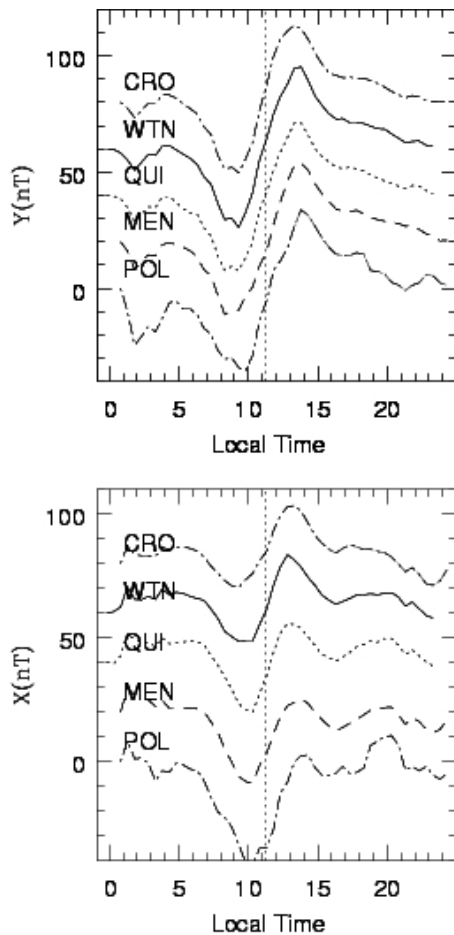 100
50
0
Y(nT)
CRO
WTN
QUI
MEN
POL
0 5 10 15 20
Local Time
100
50
0
X(nT)
CRO
WTN
QUI
MEN
POL
0 5 10 15 20
Local Time